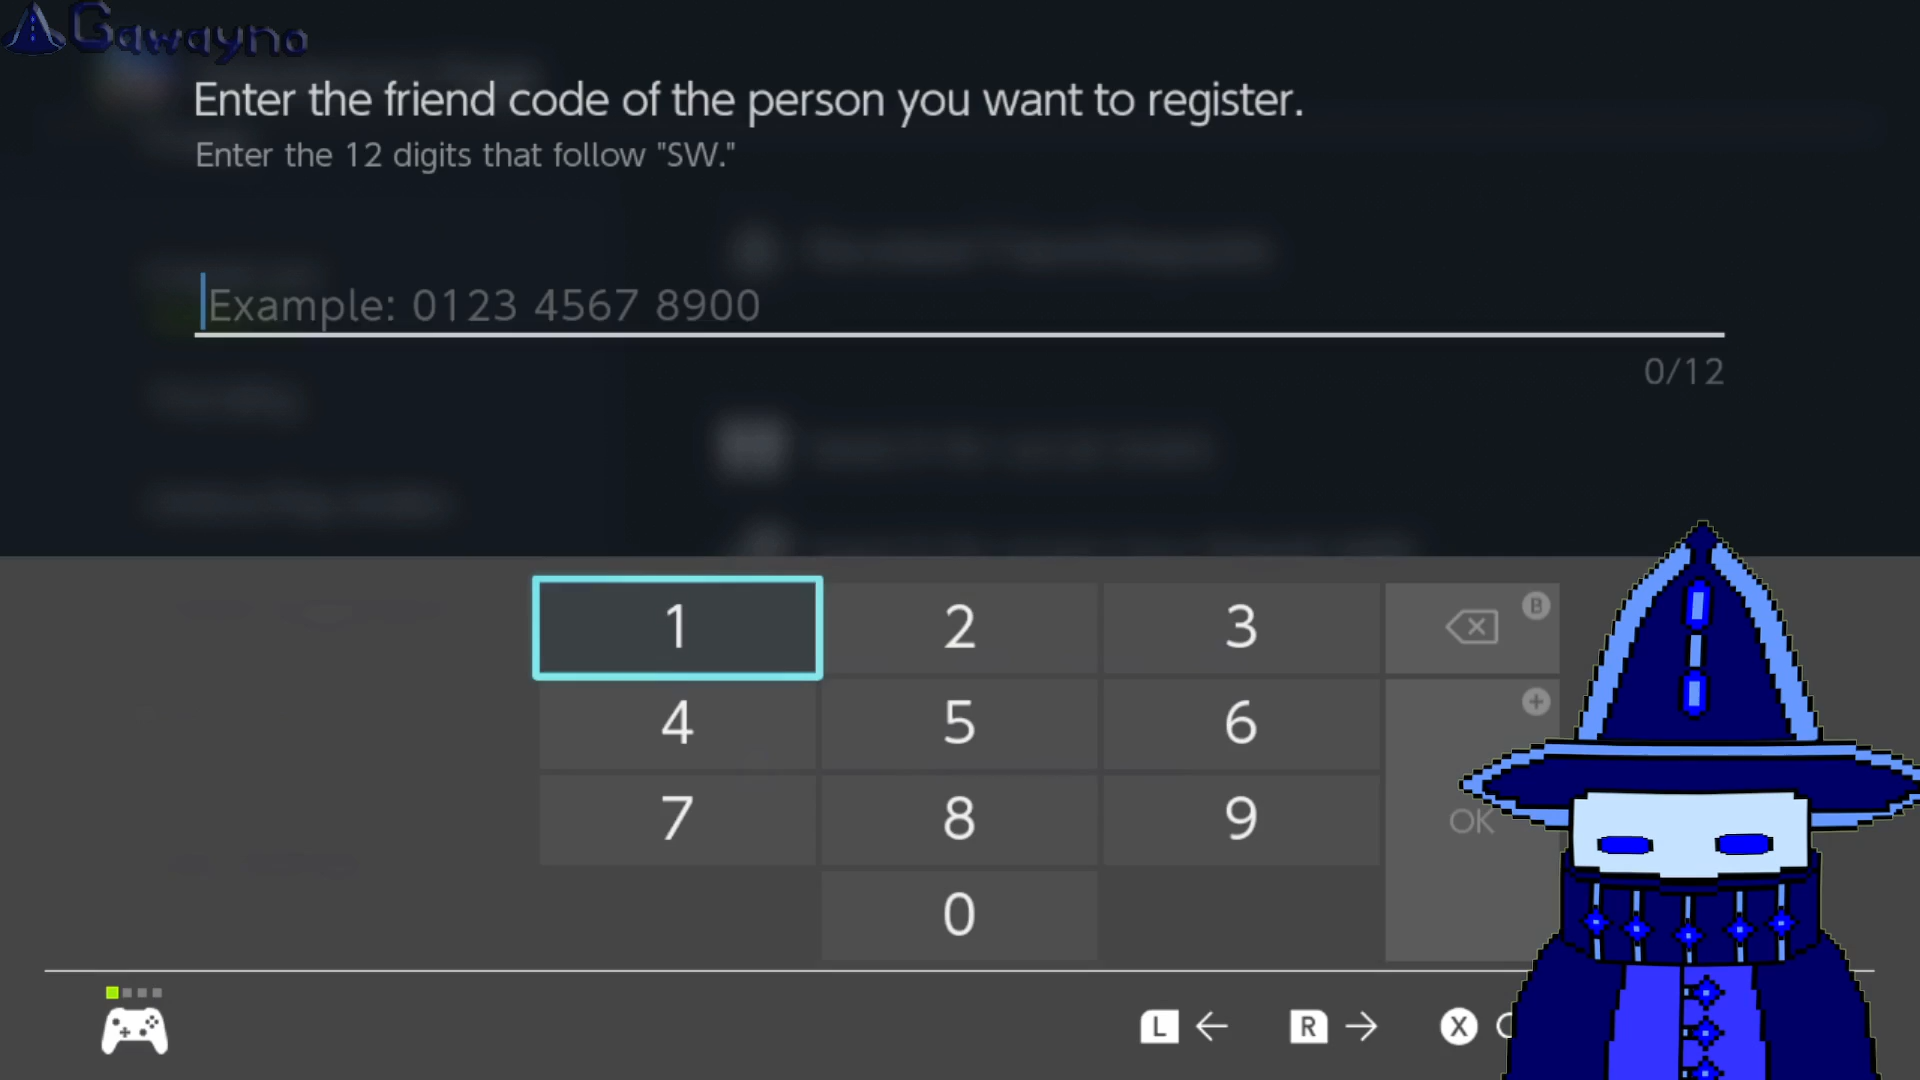 Gawayno
Enter the friend code of the person you want to register.
Enter the 12 digits that follow "SW."
Example: 0123 4567 8900
0/12
1 2 3 B
4 5 6 +
7 8 9 OK
0
L ← R → X